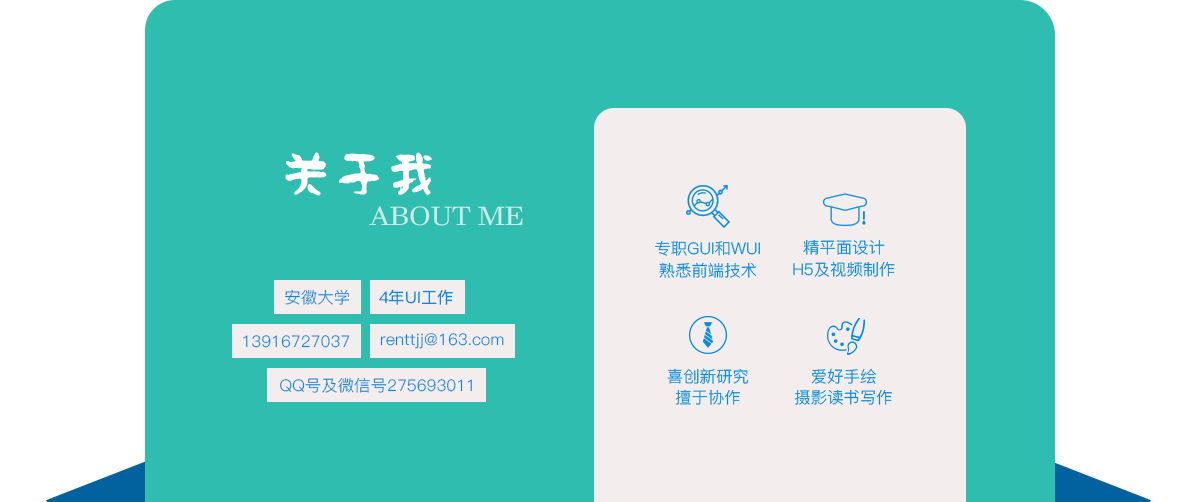 关于我
ABOUT ME
安徽大学
4年UI工作
13916727037
renttjj@163.com
QQ号及微信号275693011
专职GUI和WUI
熟悉前端技术
精平面设计
H5及视频制作
喜创新研究
擅于协作
爱好手绘
摄影读书写作